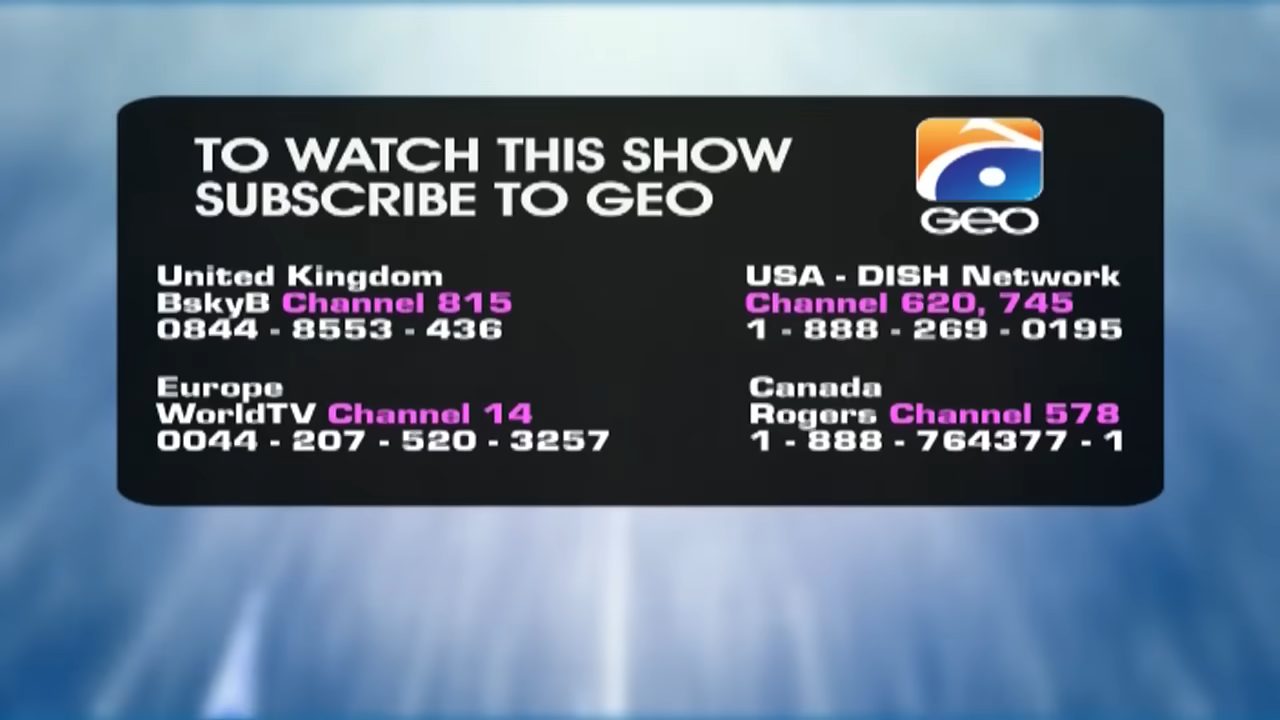 TO WATCH THIS SHOW
SUBSCRIBE TO GEO
GEO
United Kingdom
BskyB Channel 815
0844 - 8553 - 436
USA - DISH Network
Channel 620, 745
1 - 888 - 269 - 0195
Europe
WorldTV Channel 14
0044 - 207 - 520 - 3257
Canada
Rogers Channel 578
1 - 888 - 764377 - 1